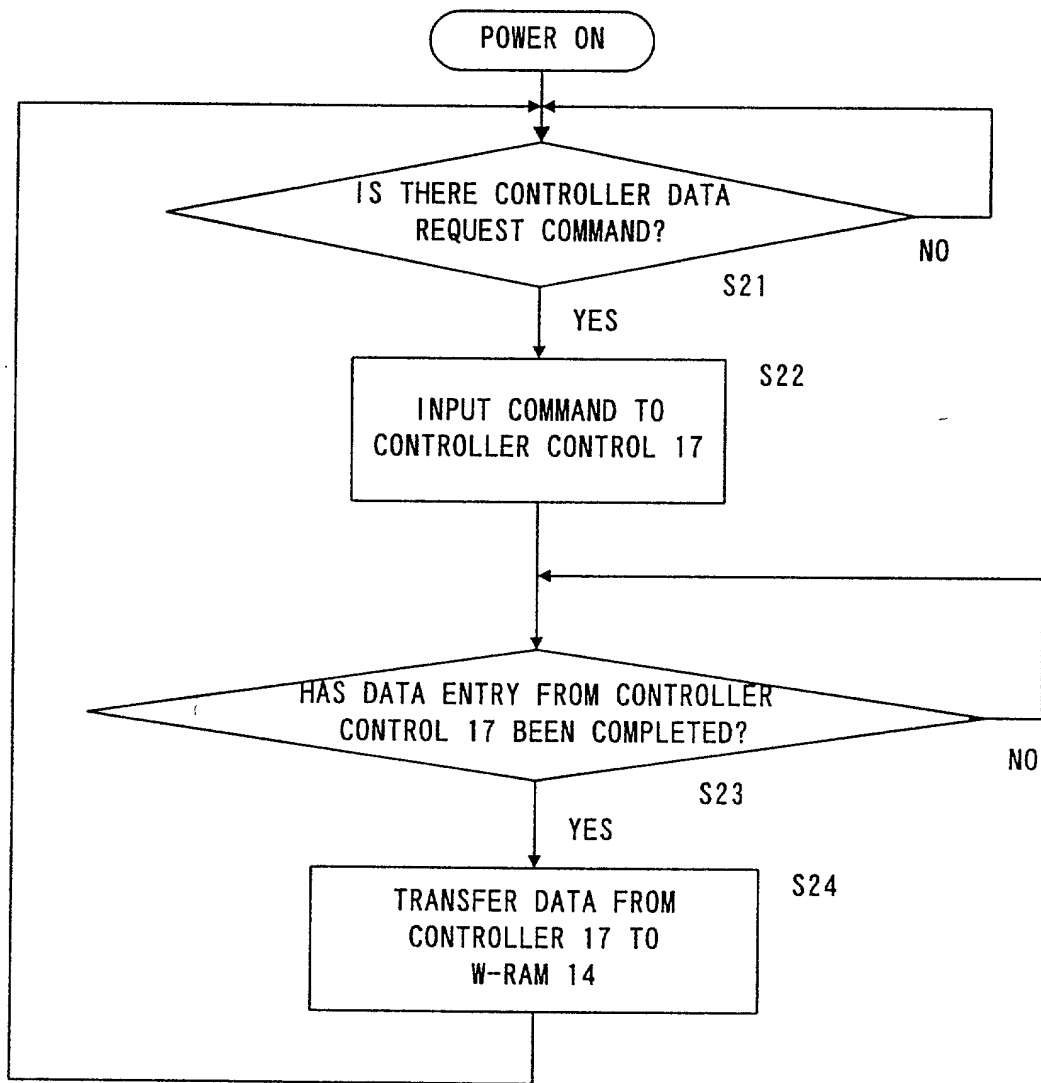 POWER ON
IS THERE CONTROLLER DATA
REQUEST COMMAND?
NO
S21
YES
S22
INPUT COMMAND TO
CONTROLLER CONTROL 17
HAS DATA ENTRY FROM CONTROLLER
CONTROL 17 BEEN COMPLETED?
NO
S23
YES
S24
TRANSFER DATA FROM
CONTROLLER 17 TO
W-RAM 14